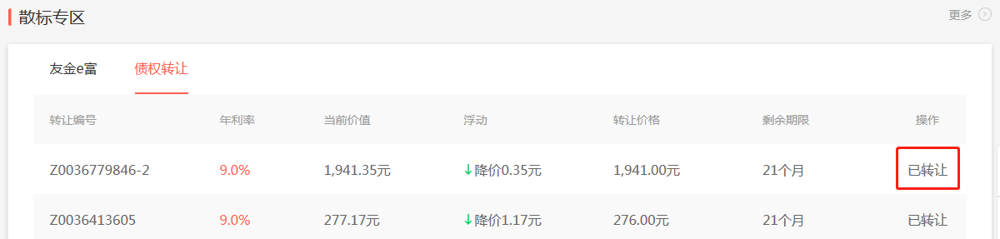 散标专区 更多
友金e富 债权转让
转让编号 年利率 当前价值 浮动 转让价格 剩余期限 操作
Z0036779846-2 9.0% 1,941.35元 ↓降价0.35元 1,941.00元 21个月 已转让
Z0036413605 9.0% 277.17元 ↓降价1.17元 276.00元 21个月 已转让